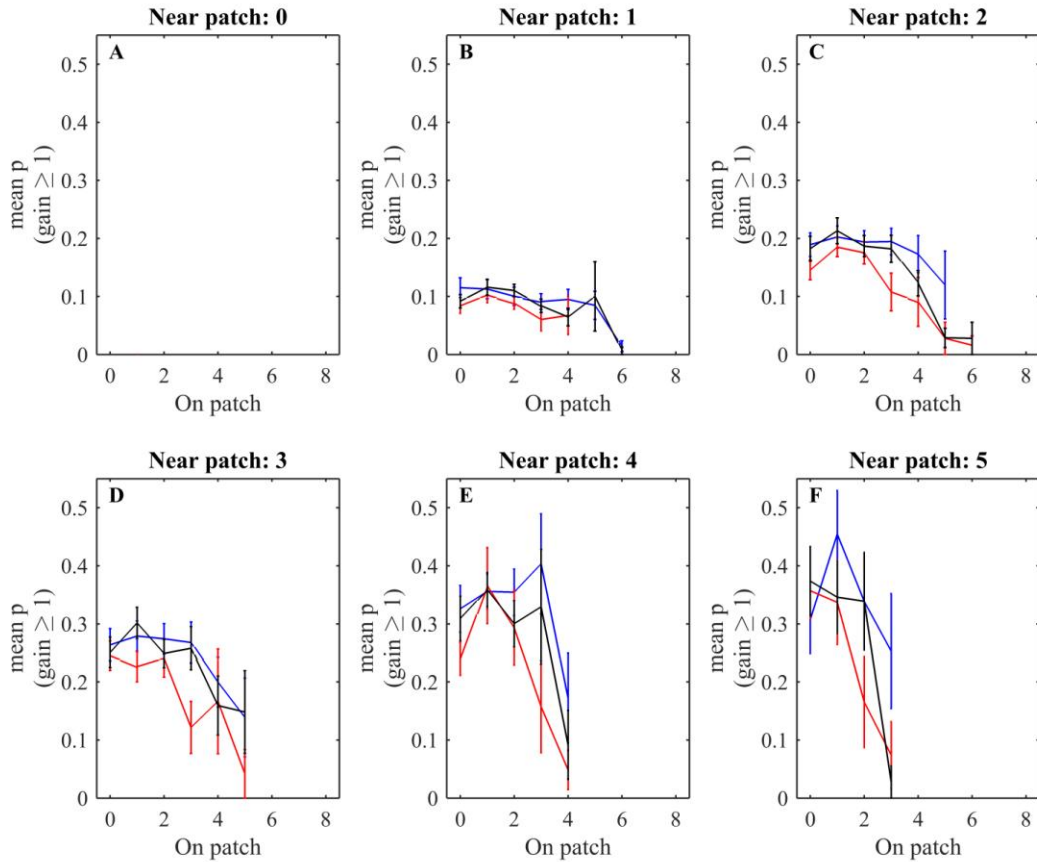 Near patch: 0
A
mean p
(gain ≥ 1)
0.5
0.4
0.3
0.2
0.1
0
0 2 4 6 8
On patch
Near patch: 1
B
mean p
(gain ≥ 1)
0.5
0.4
0.3
0.2
0.1
0
0 2 4 6 8
On patch
Near patch: 2
C
mean p
(gain ≥ 1)
0.5
0.4
0.3
0.2
0.1
0
0 2 4 6 8
On patch
Near patch: 3
D
mean p
(gain ≥ 1)
0.5
0.4
0.3
0.2
0.1
0
0 2 4 6 8
On patch
Near patch: 4
E
mean p
(gain ≥ 1)
0.5
0.4
0.3
0.2
0.1
0
0 2 4 6 8
On patch
Near patch: 5
F
mean p
(gain ≥ 1)
0.5
0.4
0.3
0.2
0.1
0
0 2 4 6 8
On patch